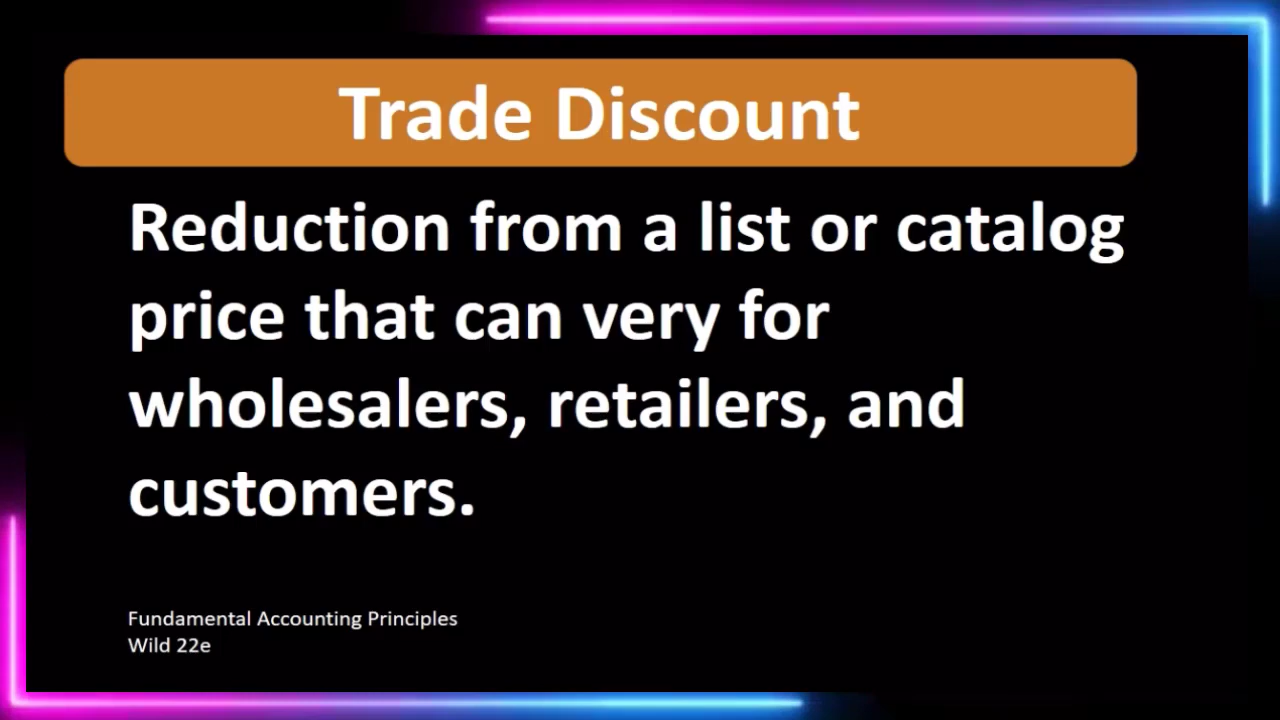 Trade Discount
Reduction from a list or catalog
price that can very for
wholesalers, retailers, and
customers.
Fundamental Accounting Principles
Wild 22e